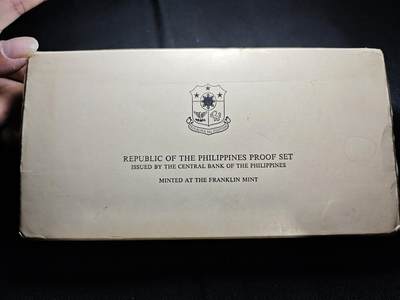 REPUBLIC OF THE PHILIPPINES PROOF SET
ISSUED BY THE CENTRAL BANK OF THE PHILIPPINES
MINTED AT THE FRANKLIN MINT